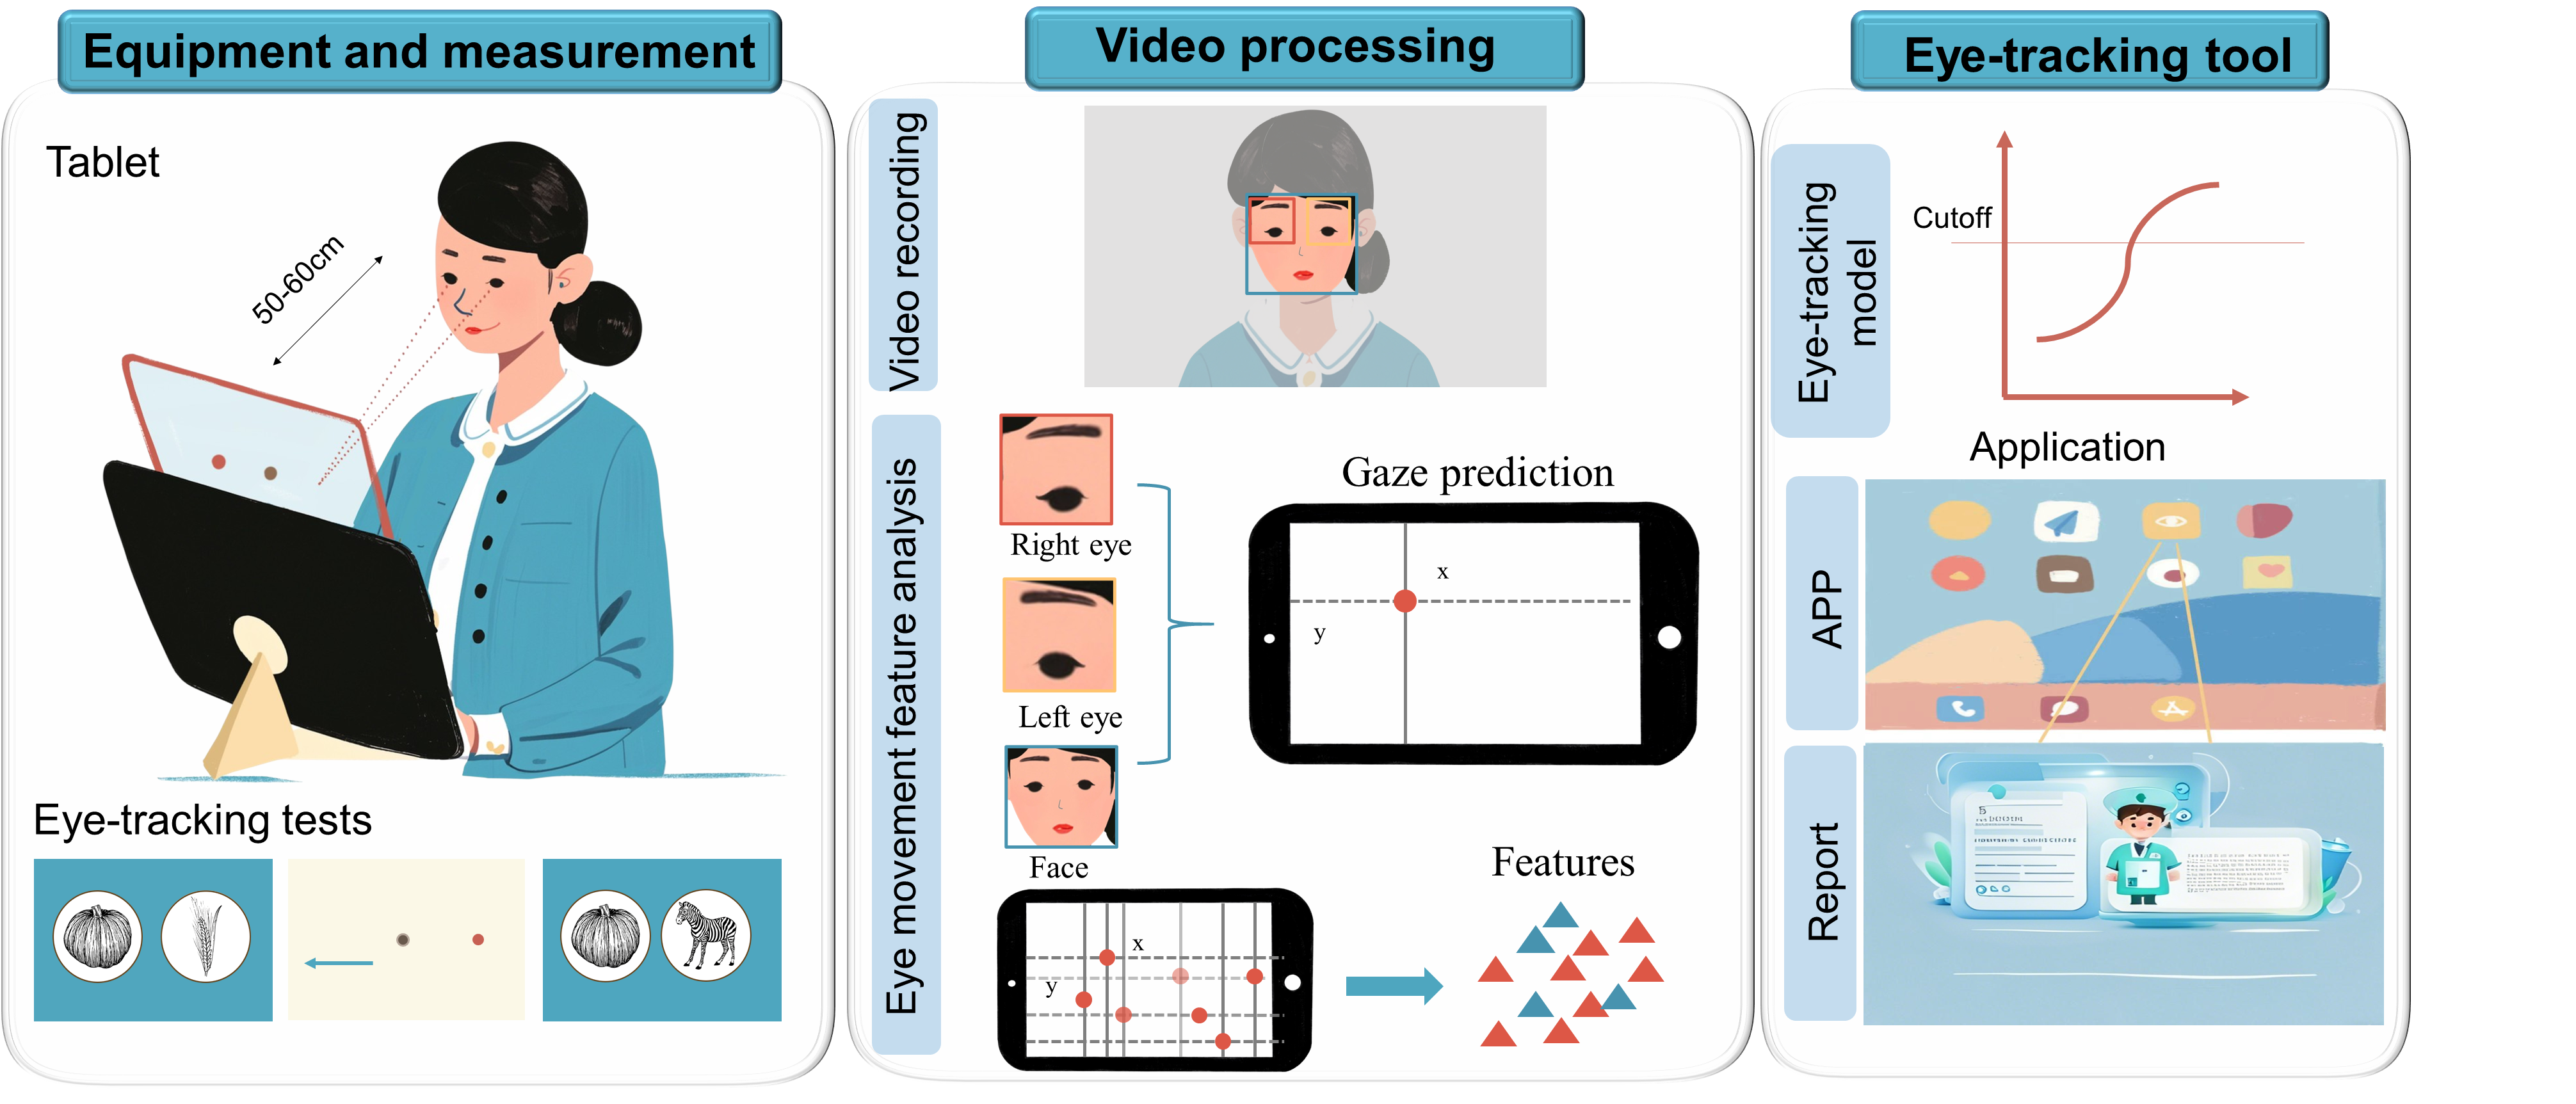 Equipment and measurement
Tablet
50-60cm
Eye-tracking tests
Video processing
Video recording
Eye movement feature analysis
Right eye
Left eye
Face
Gaze prediction
x
y
x
y
Features
Eye-tracking tool
Eye-tracking
model
Cutoff
Application
APP
Report